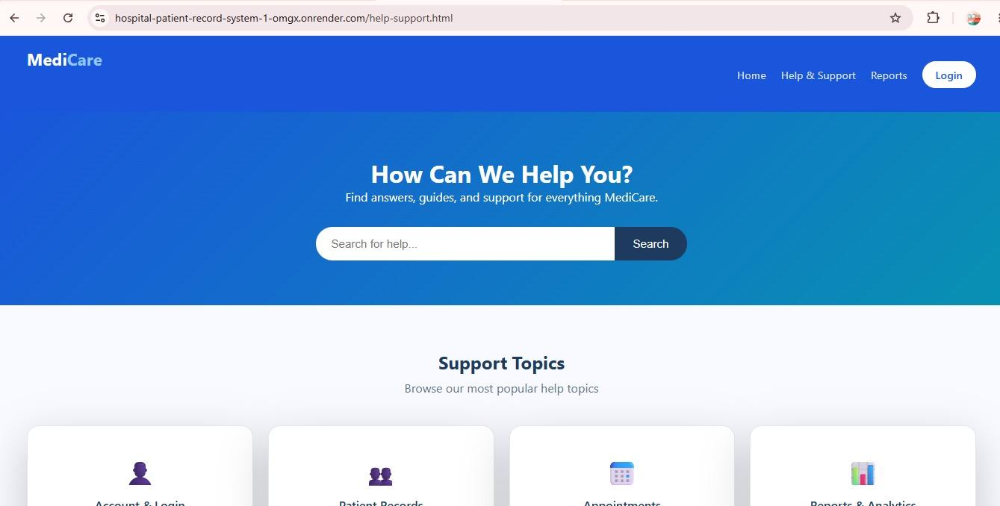 hospital-patient-record-system-1-omgx.onrender.com/help-support.html
MediCare
Home Help & Support Reports Login
How Can We Help You?
Find answers, guides, and support for everything MediCare.
Search for help... Search
Support Topics
Browse our most popular help topics
Account & Login Patient Records Appointments Reports & Analytics